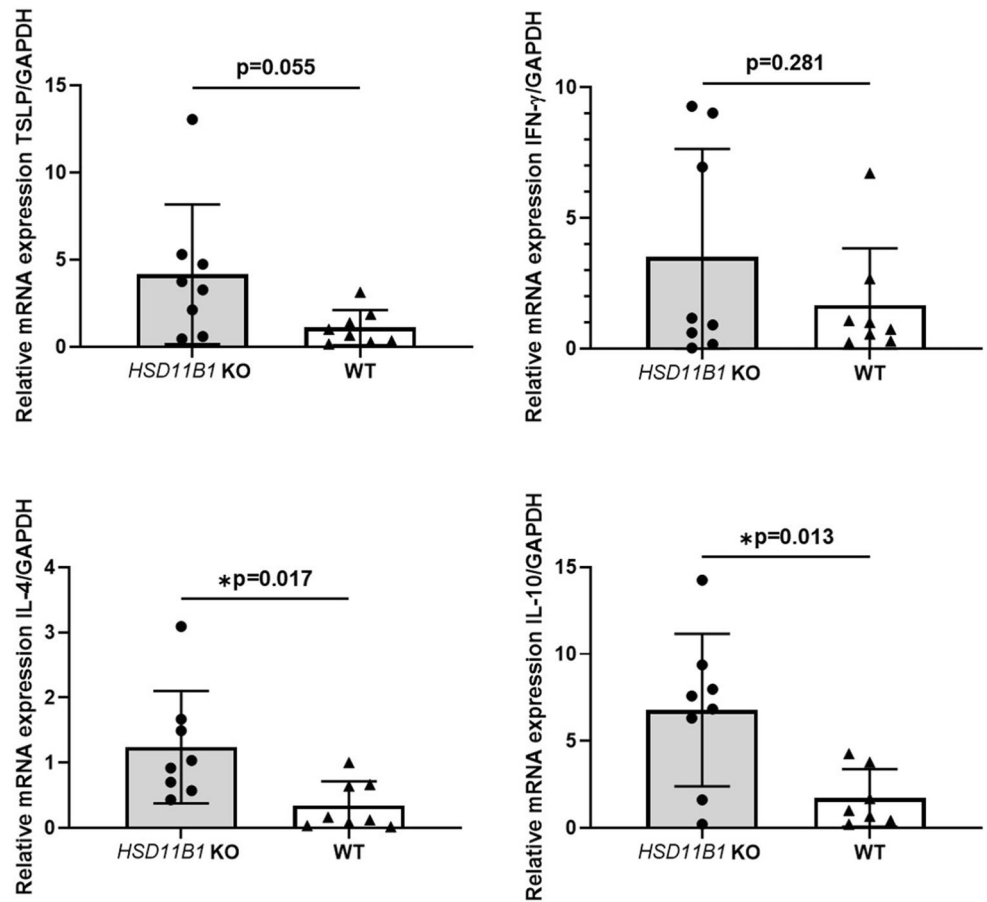 Relative mRNA expression TSLP/GAPDH
p=0.055
15
10
5
0
HSD11B1 KO
WT
Relative mRNA expression IFN-γ/GAPDH
p=0.281
10
5
0
HSD11B1 KO
WT
Relative mRNA expression IL-4/GAPDH
∗p=0.017
4
3
2
1
0
HSD11B1 KO
WT
Relative mRNA expression IL-10/GAPDH
∗p=0.013
15
10
5
0
HSD11B1 KO
WT